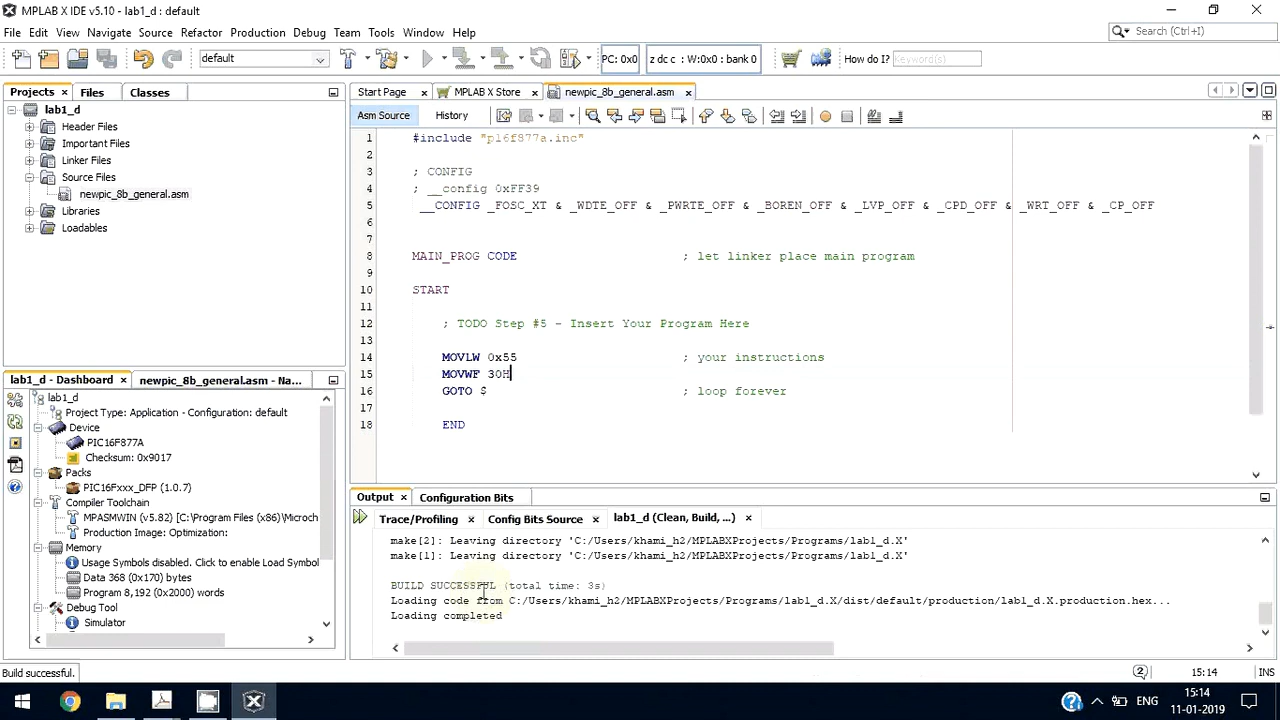 MPLAB X IDE v5.10 - lab1_d : default
File Edit View Navigate Source Refactor Production Debug Team Tools Window Help
Search (Ctrl+I)
default
PC: 0x0
z dc c : W:0x0 : bank 0
How do I? Keyword(s)
Projects Files Classes
Start Page MPLAB X Store newpic_8b_general.asm
lab1_d
Header Files
Important Files
Linker Files
Source Files
newpic_8b_general.asm
Libraries
Loadables
Asm Source History
1 #include "p16f877a.inc"
2
3 ; CONFIG
4 ; __config 0xFF39
5 __CONFIG _FOSC_XT & _WDTE_OFF & _PWRTE_OFF & _BOREN_OFF & _LVP_OFF & _CPD_OFF & _WRT_OFF & _CP_OFF
6
7
8 MAIN_PROG CODE ; let linker place main program
9
10 START
11
12 ; TODO Step #5 - Insert Your Program Here
13
14 MOVLW 0x55 ; your instructions
15 MOVWF 30H
16 GOTO $ ; loop forever
17
18 END
lab1_d - Dashboard newpic_8b_general.asm - Na...
lab1_d
Project Type: Application - Configuration: default
Device
PIC16F877A
Checksum: 0x9017
Packs
PIC16Fxxx_DFP (1.0.7)
Compiler Toolchain
MPASMWIN (v5.82) [C:\Program Files (x86)\Microch
Production Image: Optimization:
Memory
Usage Symbols disabled. Click to enable Load Symbol
Data 368 (0x170) bytes
Program 8,192 (0x2000) words
Debug Tool
Simulator
Output Configuration Bits
Trace/Profiling Config Bits Source lab1_d (Clean, Build, ...)
make[2]: Leaving directory 'C:/Users/khami_h2/MPLABXProjects/Programs/lab1_d.X'
make[1]: Leaving directory 'C:/Users/khami_h2/MPLABXProjects/Programs/lab1_d.X'
BUILD SUCCESSFUL (total time: 3s)
Loading code from C:/Users/khami_h2/MPLABXProjects/Programs/lab1_d.X/dist/default/production/lab1_d.X.production.hex...
Loading completed
Build successful.
2
15:14
INS
ENG
15:14
11-01-2019